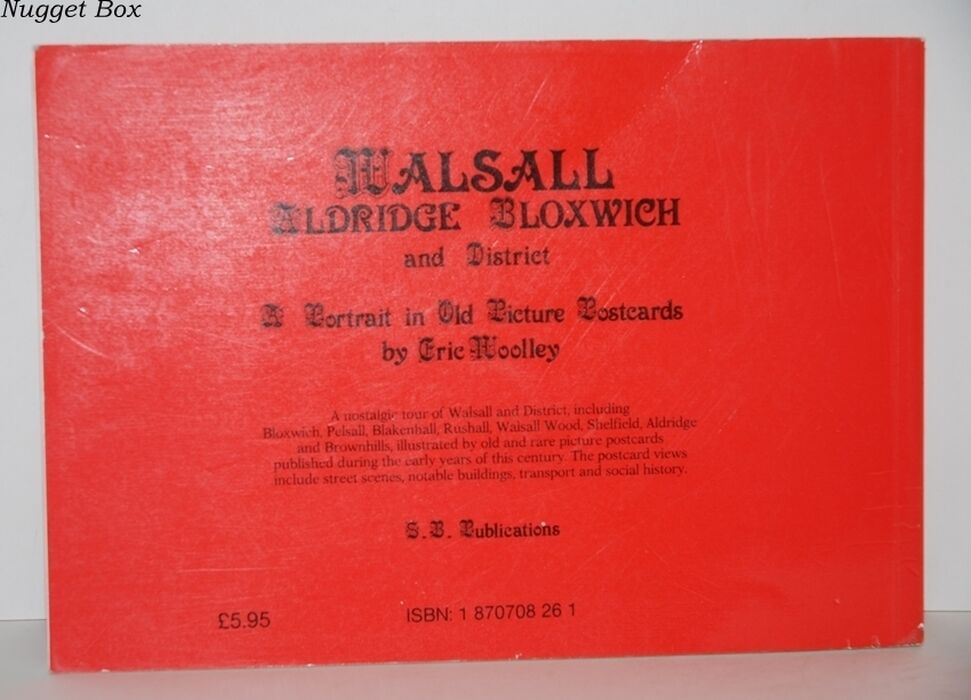 Nugget Box
WALSALL
ALDRIDGE BLOXWICH
and District
A Portrait in Old Picture Postcards
by Eric Woolley
A nostalgic tour of Walsall and District, including
Bloxwich, Pelsall, Blakenhall, Rushall, Walsall Wood, Shelfield, Aldridge
and Brownhills, illustrated by old and rare picture postcards
published during the early years of this century. The postcard views
include street scenes, notable buildings, transport and social history.
S.B. Publications
£5.95
ISBN: 1 870708 26 1